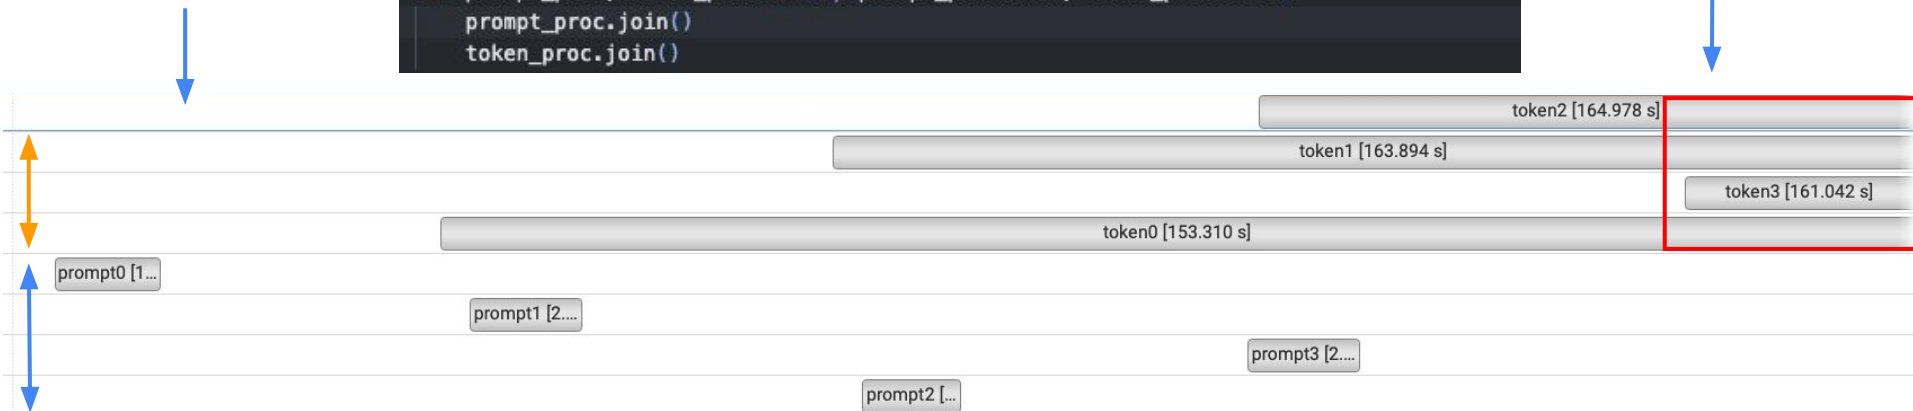 prompt_proc.join()
token_proc.join()
token2 [164.978 s]
token1 [163.894 s]
token3 [161.042 s]
token0 [153.310 s]
prompt0 [1...
prompt1 [2....
prompt3 [2....
prompt2 [...